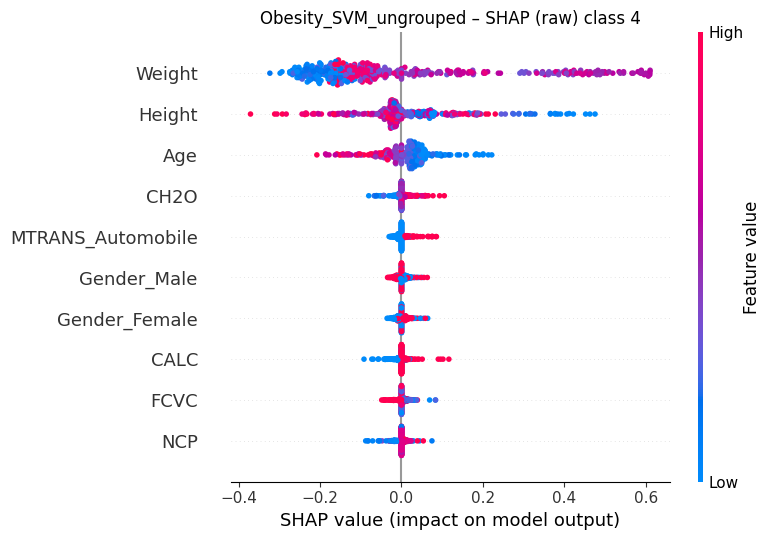 Obesity_SVM_ungrouped – SHAP (raw) class 4
High
Weight
Height
Age
CH2O
MTRANS_Automobile
Gender_Male
Gender_Female
CALC
FCVC
NCP
Feature value
Low
−0.4 −0.2 0.0 0.2 0.4 0.6
SHAP value (impact on model output)